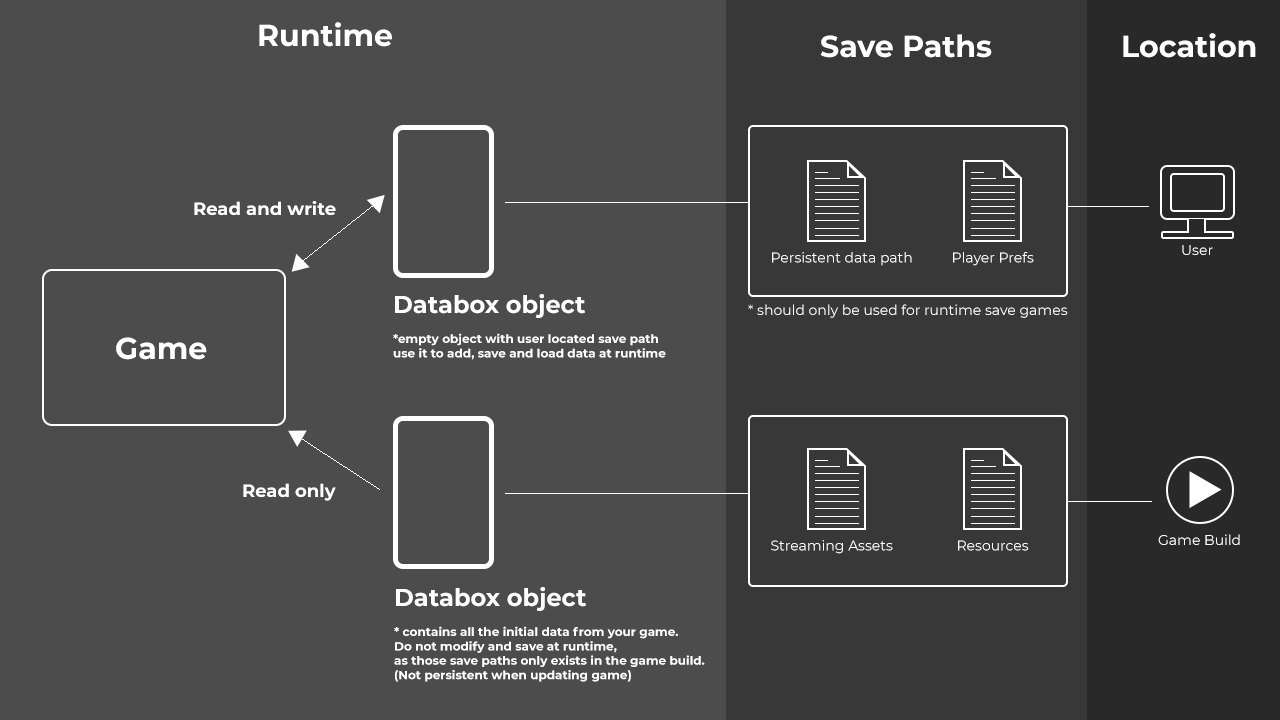 Runtime
Save Paths
Location
Read and write
Game
Read only
Databox object
*empty object with user located save path
use it to add, save and load data at runtime
Persistent data path
Player Prefs
* should only be used for runtime save games
User
Databox object
* contains all the initial data from your game.
Do not modify and save at runtime,
as those save paths only exists in the game build.
(Not persistent when updating game)
Streaming Assets
Resources
Game Build